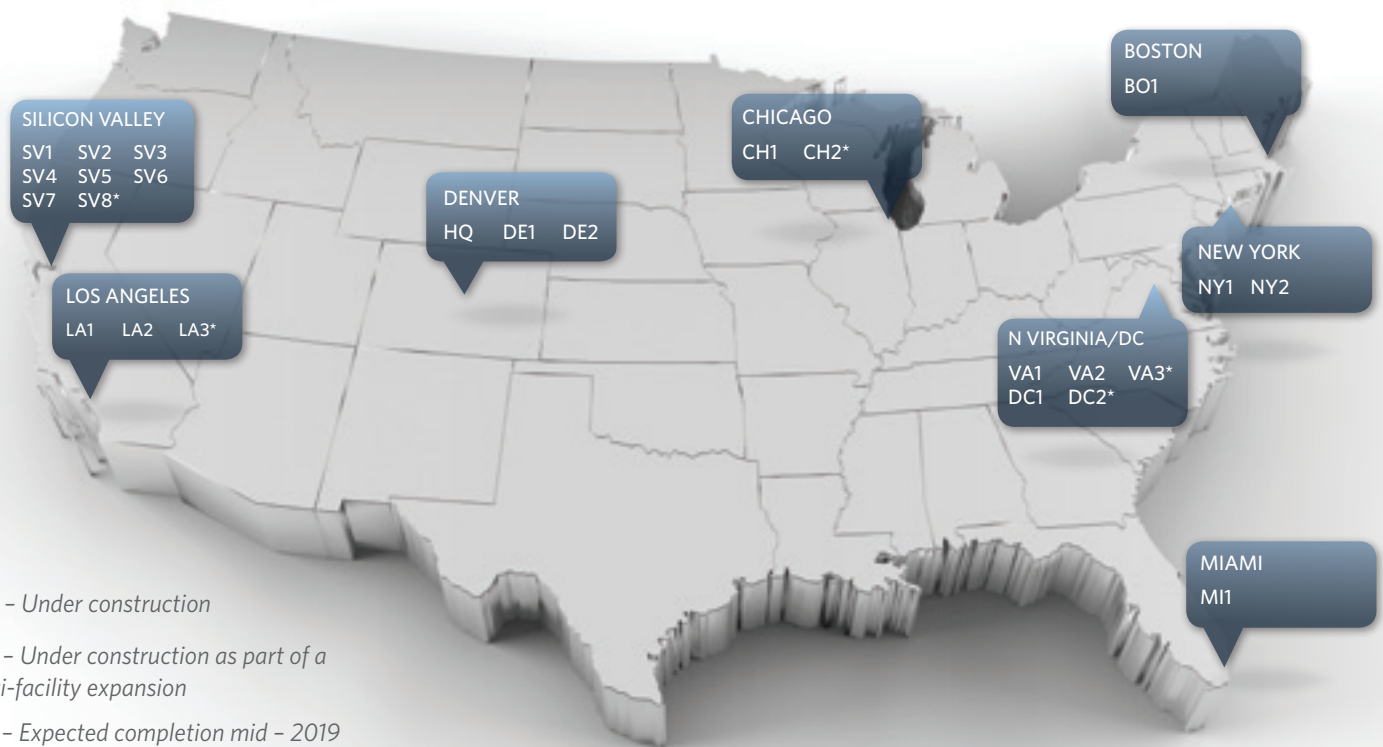 BOSTON
BO1
SILICON VALLEY
SV1 SV2 SV3
SV4 SV5 SV6
SV7 SV8*
CHICAGO
CH1 CH2*
DENVER
HQ DE1 DE2
NEW YORK
NY1 NY2
LOS ANGELES
LA1 LA2 LA3*
N VIRGINIA/DC
VA1 VA2 VA3*
DC1 DC2*
MIAMI
MI1
– Under construction
– Under construction as part of a
i-facility expansion
– Expected completion mid – 2019